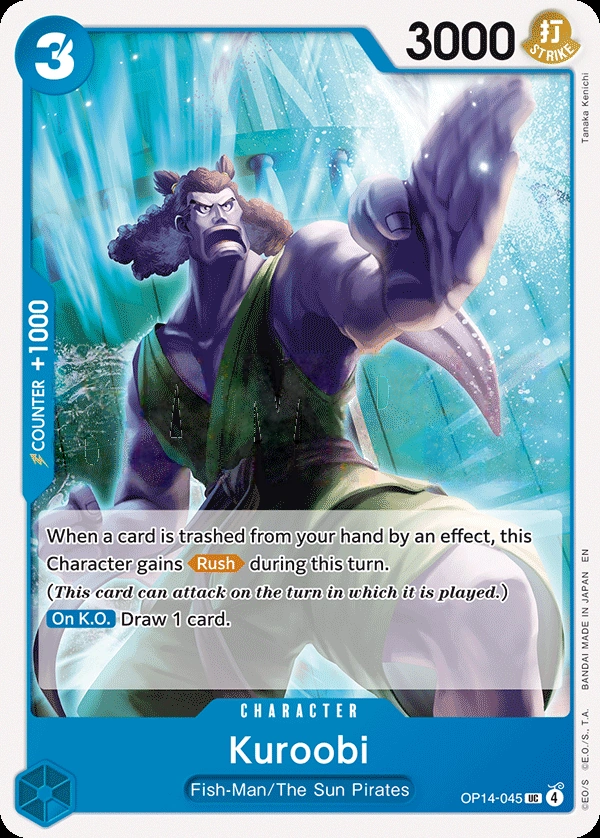 3
3000
打
STRIKE
Tanaka Kenichi
COUNTER +1000
When a card is trashed from your hand by an effect, this
Character gains Rush during this turn.
(This card can attack on the turn in which it is played.)
On K.O. Draw 1 card.
CHARACTER
Kuroobi
Fish-Man/The Sun Pirates
OP14-045 UC 4
©EO/S ©E.O./S., T.A. BANDAI MADE IN JAPAN EN